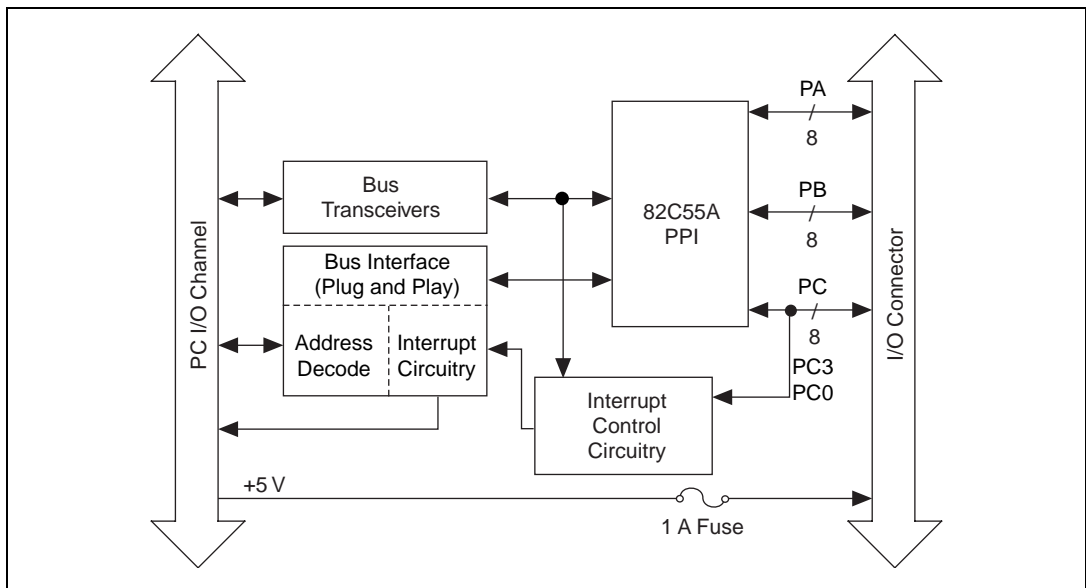 PC I/O Channel
Bus
Transceivers
Bus Interface
(Plug and Play)
Address
Decode
Interrupt
Circuitry
82C55A
PPI
Interrupt
Control
Circuitry
PA
8
PB
8
PC
8
PC3
PC0
I/O Connector
+5 V
1 A Fuse